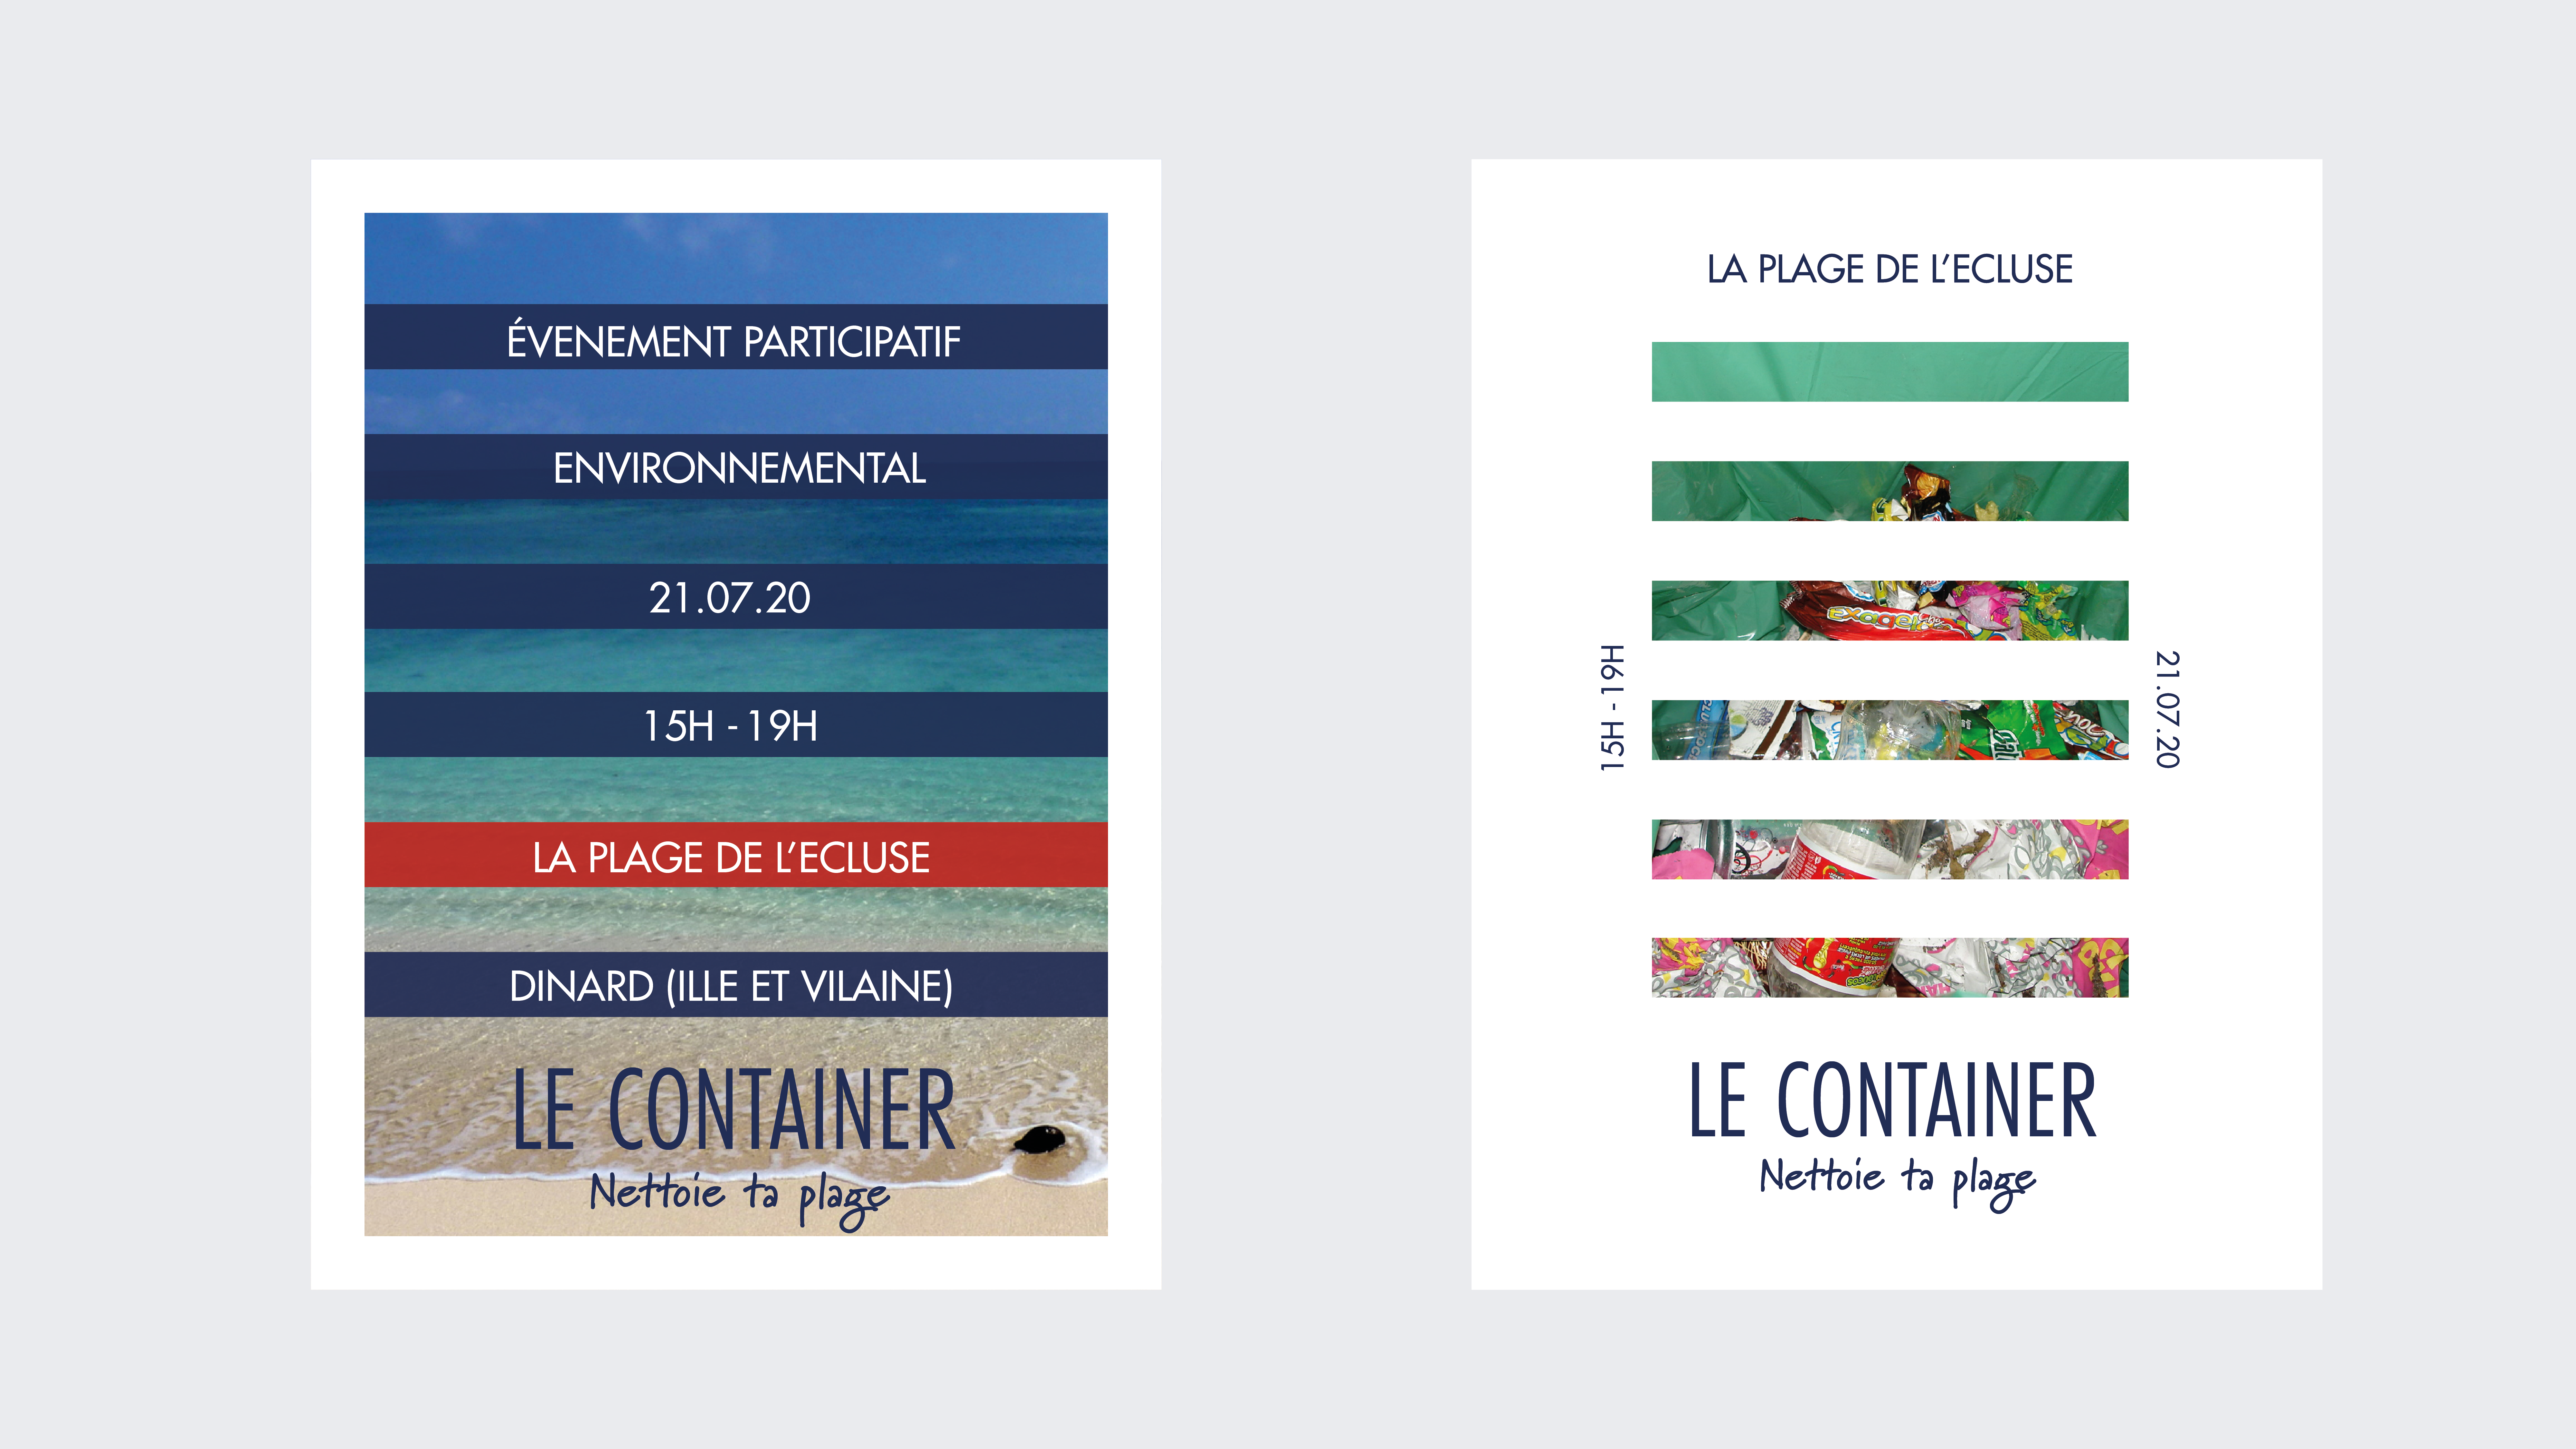 ÉVENEMENT PARTICIPATIF
ENVIRONNEMENTAL
21.07.20
15H - 19H
LA PLAGE DE L'ECLUSE
DINARD (ILLE ET VILAINE)
LE CONTAINER
Nettoie ta plage
LA PLAGE DE L'ECLUSE
15H - 19H
21.07.20
LE CONTAINER
Nettoie ta plage